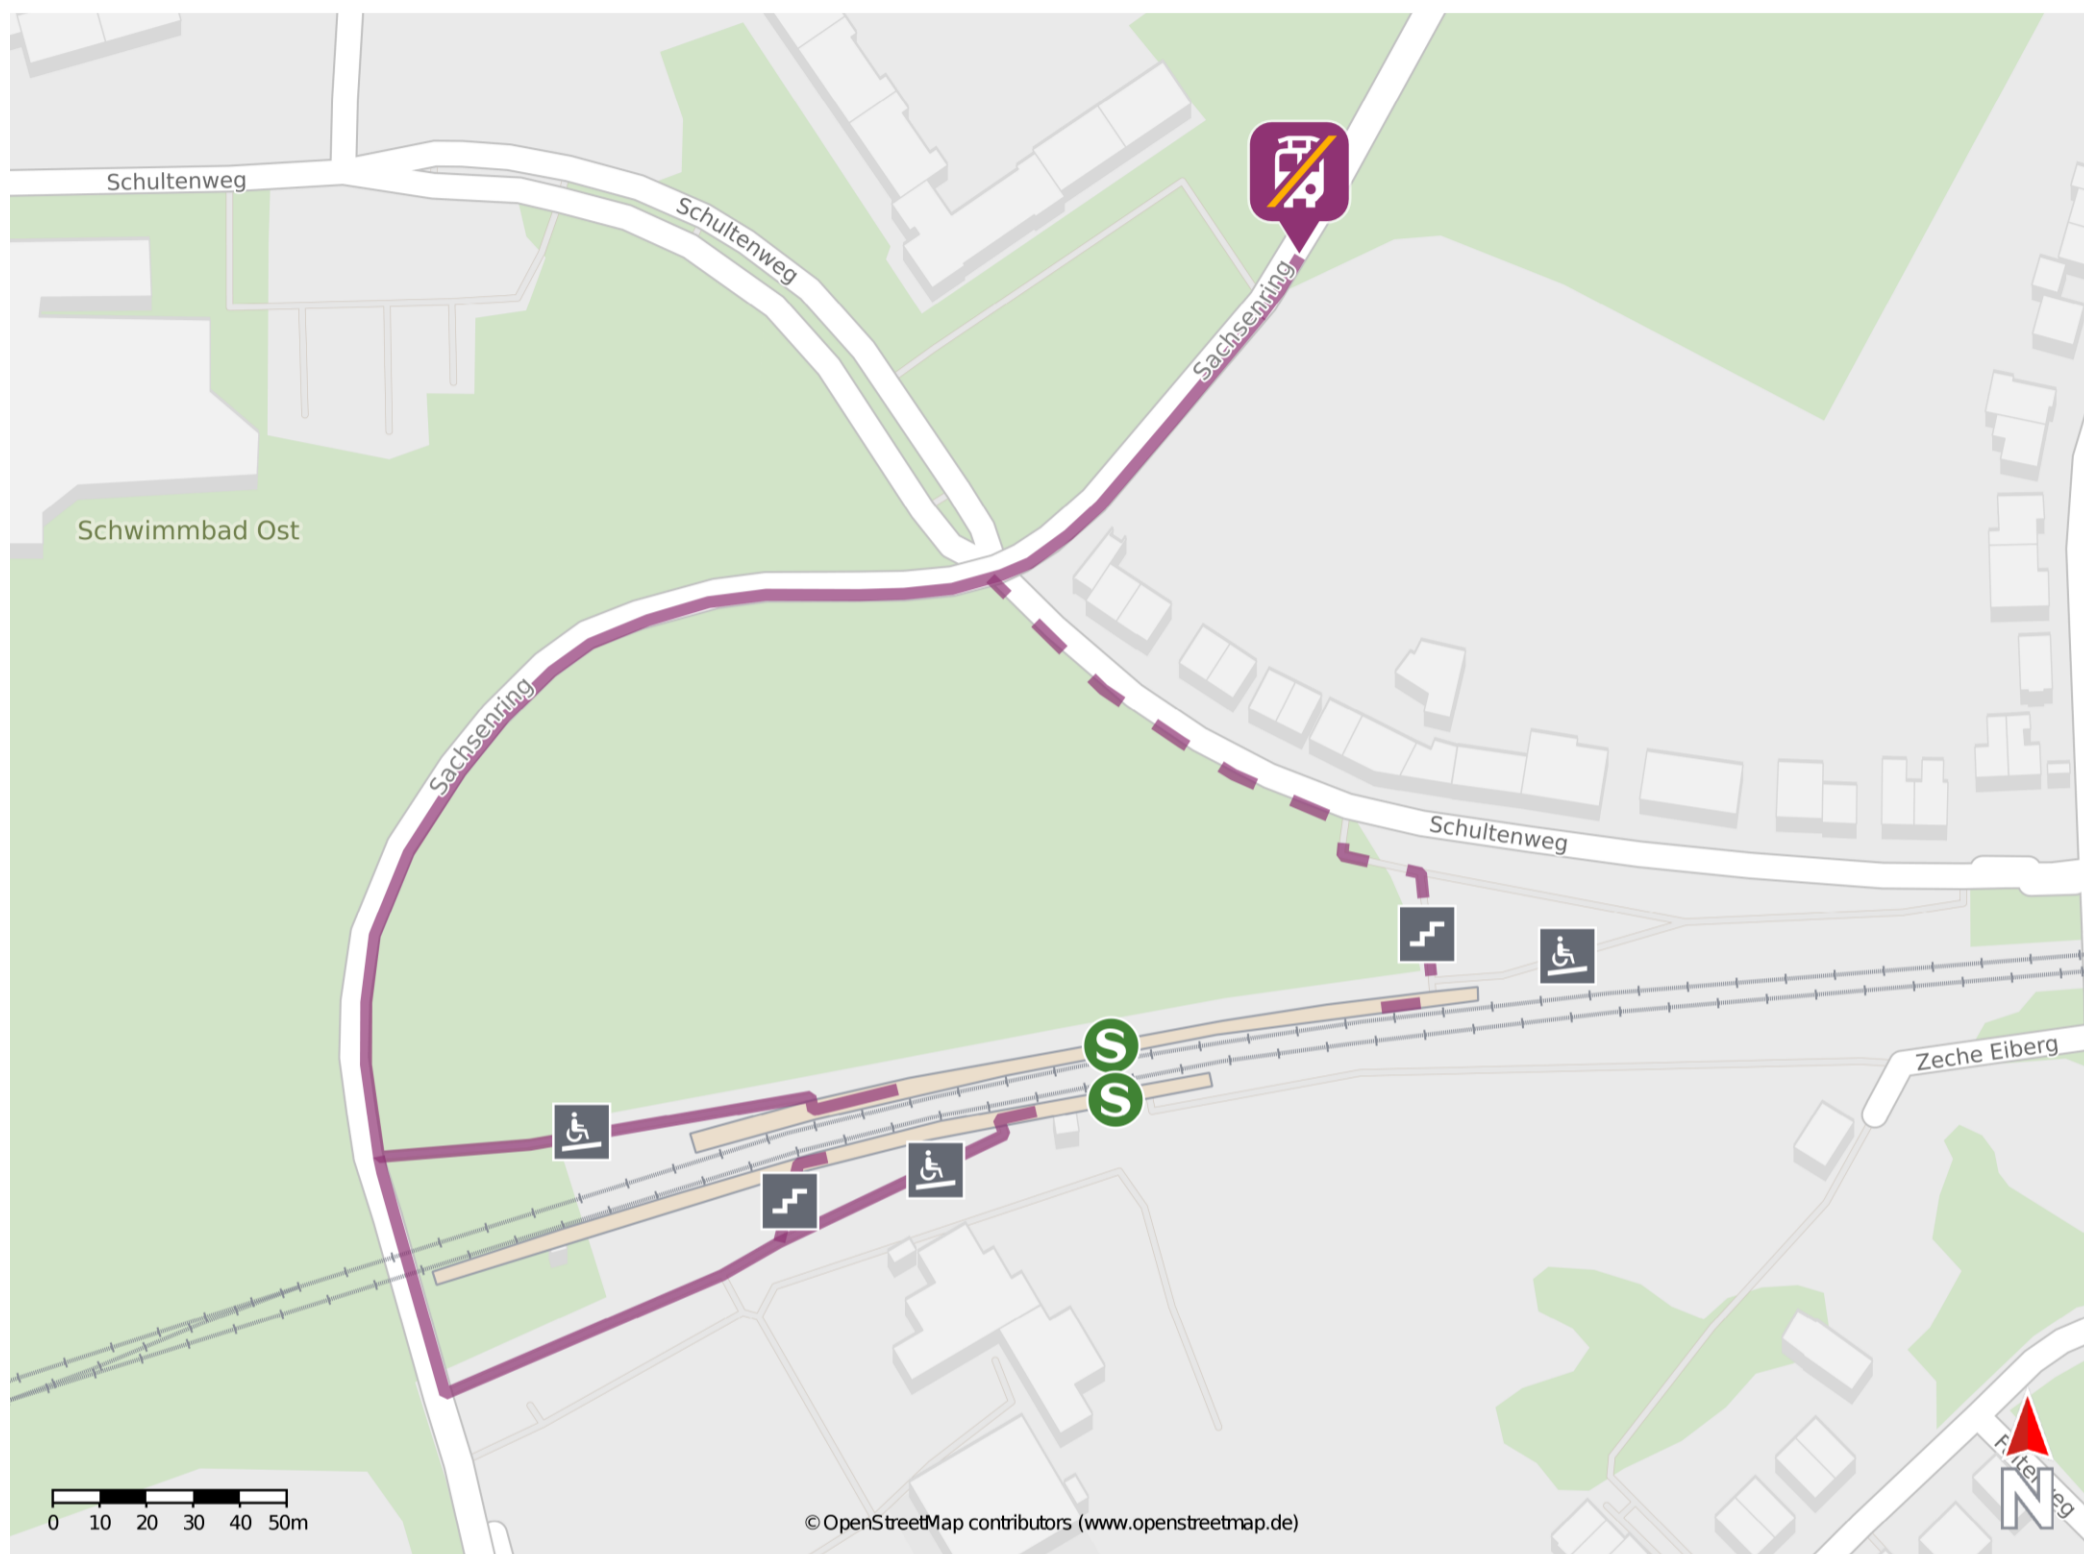 Schultenweg
Schultenweg
Sachsenring
Schwimmbad Ost
Sachsenring
Schultenweg
S
S
Zeche Eiberg
N
0 10 20 30 40 50m
© OpenStreetMap contributors (www.openstreetmap.de)